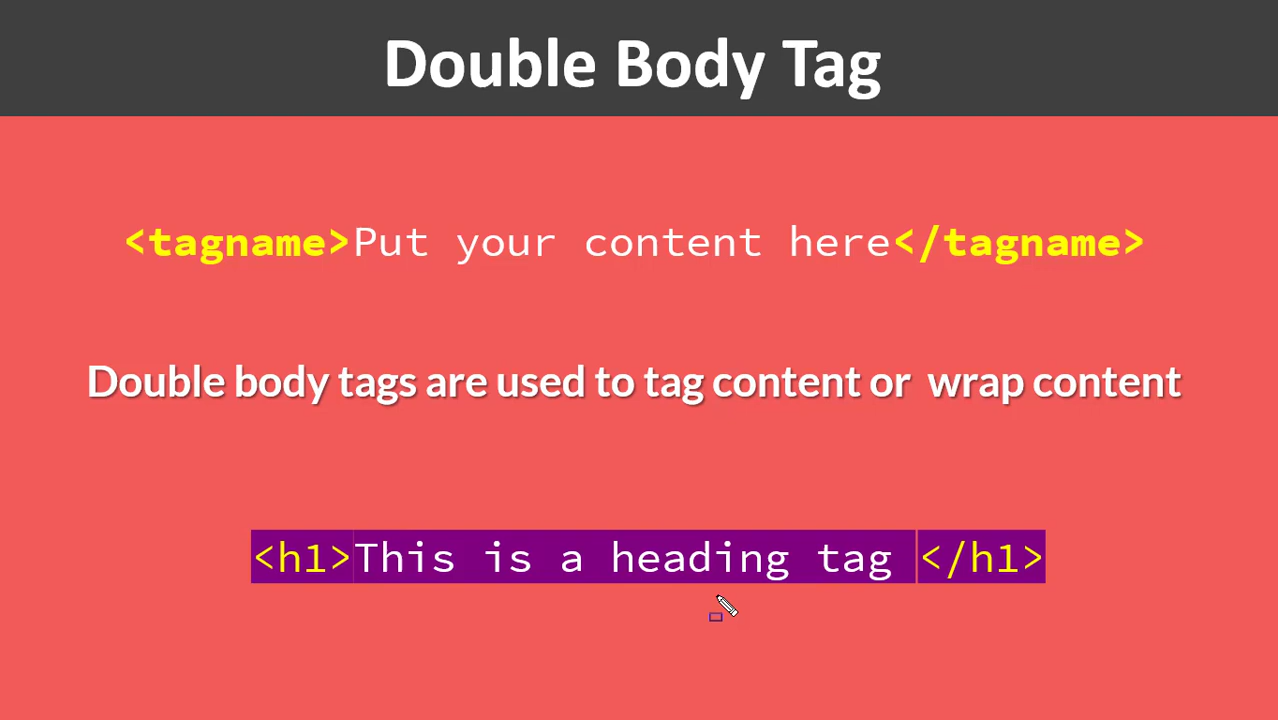 Double Body Tag
<tagname>Put your content here</tagname>
Double body tags are used to tag content or  wrap content
<h1>This is a heading tag </h1>